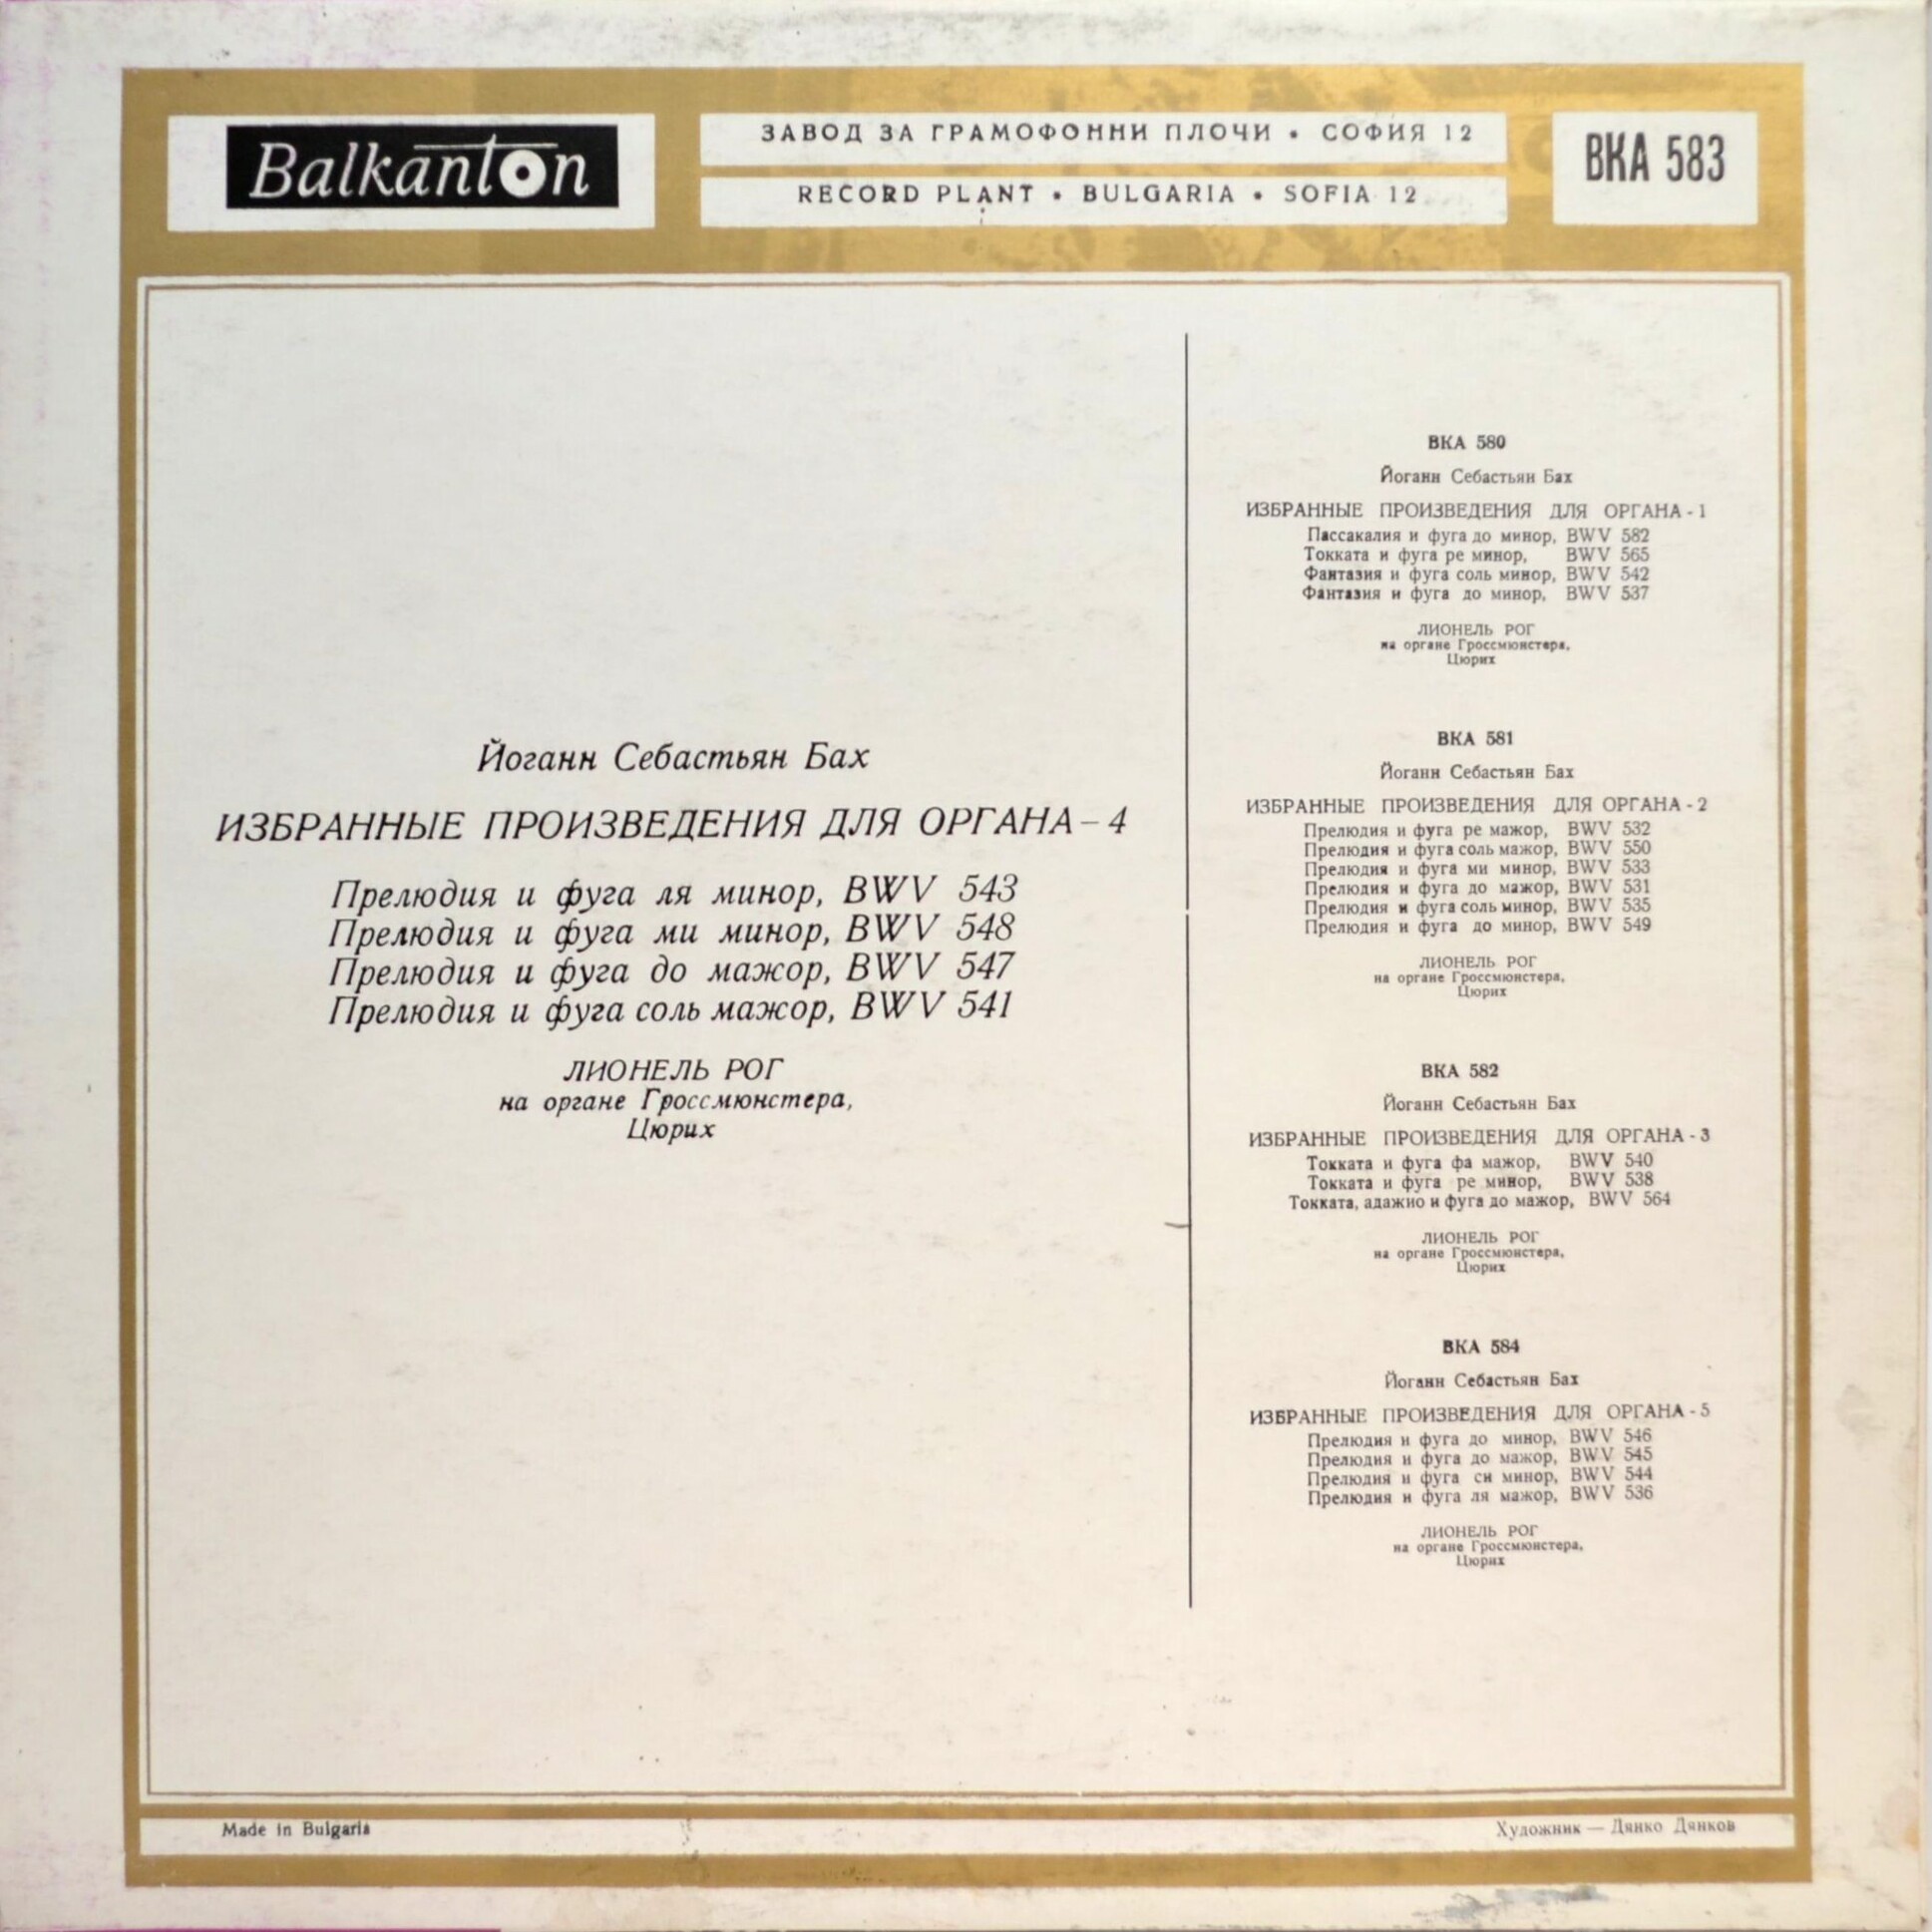 Balkanton
ЗАВОД ЗА ГРАМОФОННИ ПЛОЧИ • СОФИЯ 12
RECORD PLANT • BULGARIA • SOFIA 12
ВКА 583
Йоганн Себастьян Бах
ИЗБРАННЫЕ ПРОИЗВЕДЕНИЯ ДЛЯ ОРГАНА – 4
Прелюдия и фуга ля минор, BWV 543
Прелюдия и фуга ми минор, BWV 548
Прелюдия и фуга до мажор, BWV 547
Прелюдия и фуга соль мажор, BWV 541
ЛИОНЕЛЬ РОГ
на органе Гроссмюнстера,
Цюрих
ВКА 580
Йоганн Себастьян Бах
ИЗБРАННЫЕ ПРОИЗВЕДЕНИЯ ДЛЯ ОРГАНА - 1
Пассакалия и фуга до минор, BWV 582
Токката и фуга ре минор, BWV 565
Фантазия и фуга соль минор, BWV 542
Фантазия и фуга до минор, BWV 537
ЛИОНЕЛЬ РОГ
на органе Гроссмюнстера,
Цюрих
ВКА 581
Йоганн Себастьян Бах
ИЗБРАННЫЕ ПРОИЗВЕДЕНИЯ ДЛЯ ОРГАНА - 2
Прелюдия и фуга ре мажор, BWV 532
Прелюдия и фуга соль мажор, BWV 550
Прелюдия и фуга ми минор, BWV 533
Прелюдия и фуга до мажор, BWV 531
Прелюдия и фуга соль минор, BWV 535
Прелюдия и фуга до минор, BWV 549
ЛИОНЕЛЬ РОГ
на органе Гроссмюнстера,
Цюрих
ВКА 582
Йоганн Себастьян Бах
ИЗБРАННЫЕ ПРОИЗВЕДЕНИЯ ДЛЯ ОРГАНА - 3
Токката и фуга фа мажор, BWV 540
Токката и фуга ре минор, BWV 538
Токката, адажио и фуга до мажор, BWV 564
ЛИОНЕЛЬ РОГ
на органе Гроссмюнстера,
Цюрих
ВКА 584
Йоганн Себастьян Бах
ИЗБРАННЫЕ ПРОИЗВЕДЕНИЯ ДЛЯ ОРГАНА - 5
Прелюдия и фуга до минор, BWV 546
Прелюдия и фуга до мажор, BWV 545
Прелюдия и фуга си минор, BWV 544
Прелюдия и фуга ля мажор, BWV 536
ЛИОНЕЛЬ РОГ
на органе Гроссмюнстера,
Цюрих
Made in Bulgaria
Художник — Дянко Дянков